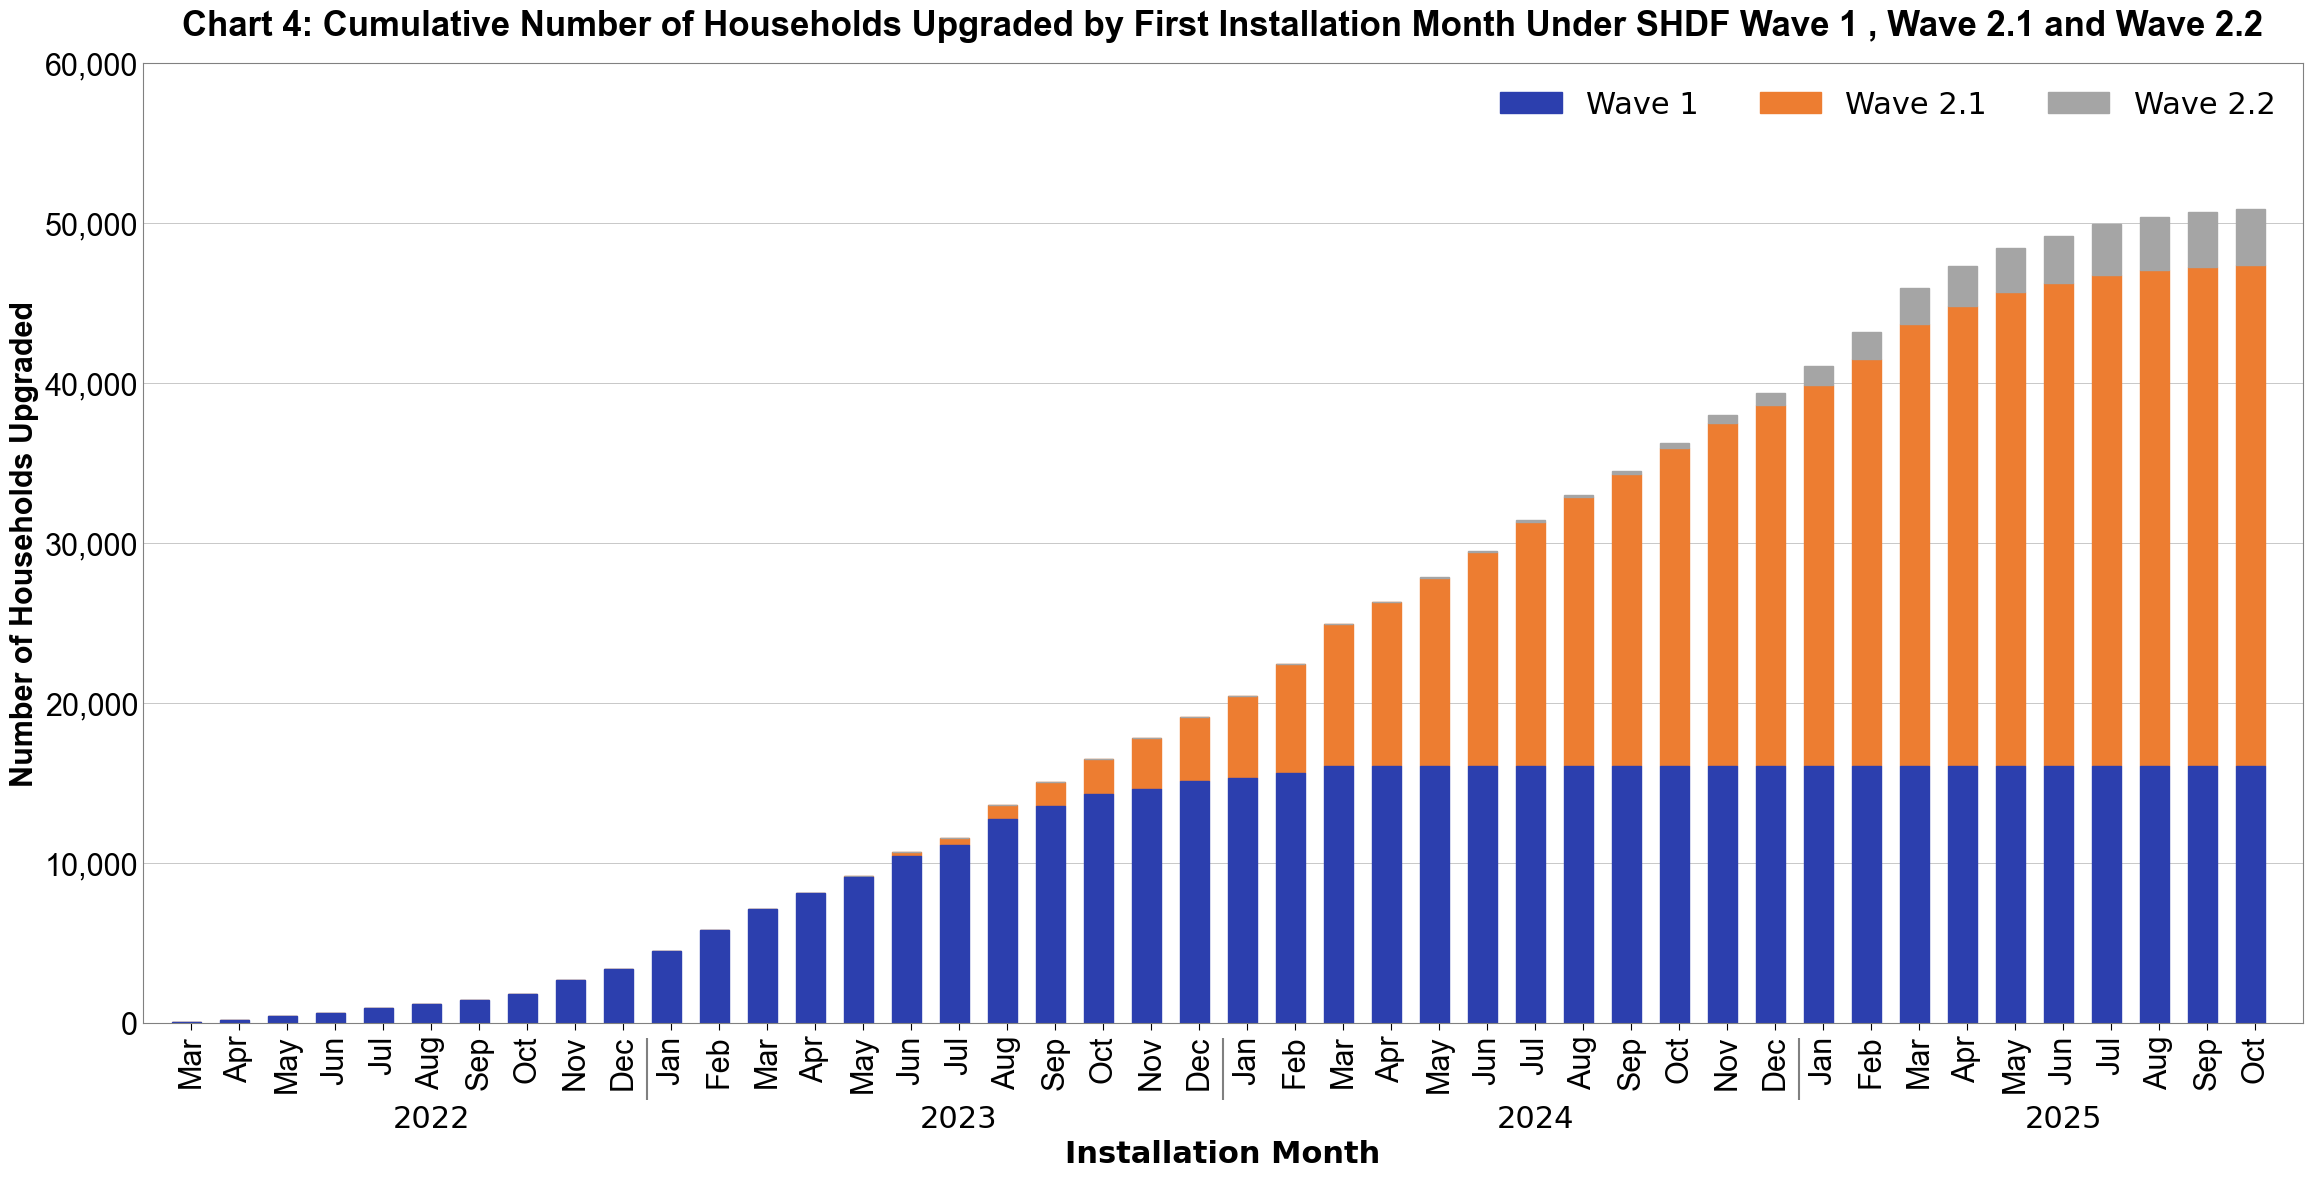 Chart 4: Cumulative Number of Households Upgraded by First Installation Month Under SHDF Wave 1 , Wave 2.1 and Wave 2.2
Wave 1 Wave 2.1 Wave 2.2
Number of Households Upgraded
60,000
50,000
40,000
30,000
20,000
10,000
0
Mar Apr May Jun Jul Aug Sep Oct Nov Dec Jan Feb Mar Apr May Jun Jul Aug Sep Oct Nov Dec Jan Feb Mar Apr May Jun Jul Aug Sep Oct Nov Dec Jan Feb Mar Apr May Jun Jul Aug Sep Oct
2022 2023 2024 2025
Installation Month